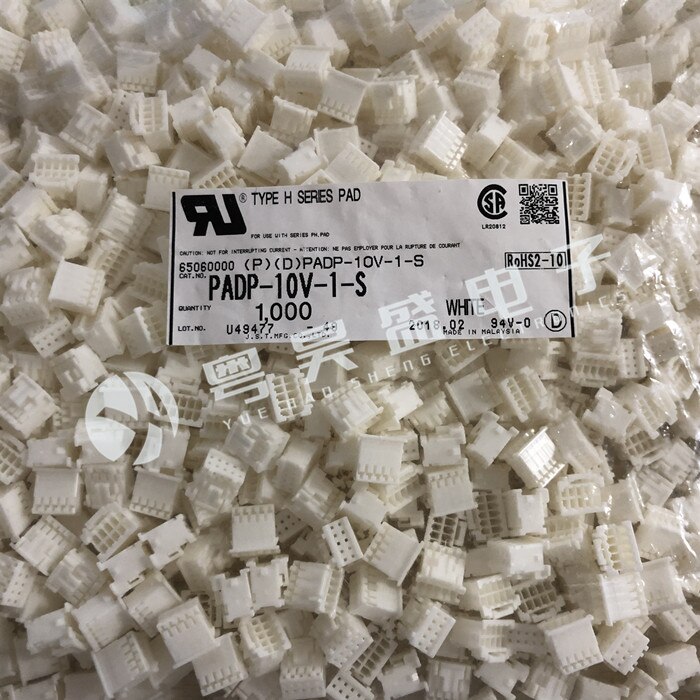 ® TYPE H SERIES PAD
FOR USE WITH SERIES PH,PAD
LR20812
CAUTION: NOT FOR INTERRUPTING CURRENT - ATTENTION: NE PAS EMPLOYER POUR LA RUPTURE DE COURANT
65060000 (P)(D)PADP-10V-1-S
RoHS2-10
CAT.NO. PADP-10V-1-S
QUANTITY 1,000 WHITE
LOT.NO. U49477 2018.02 94V-0 D
J.S.T.MFG.CO.,LTD. MADE IN MALAYSIA
粤昊盛电子
YUE HAO SHENG ELECTRONICS